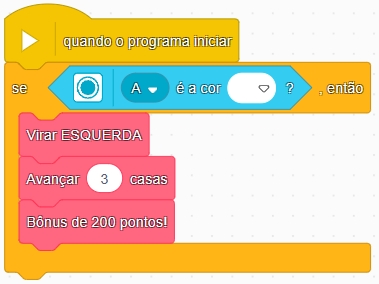 quando o programa iniciar
se A é a cor ? , então
Virar ESQUERDA
Avançar 3 casas
Bônus de 200 pontos!